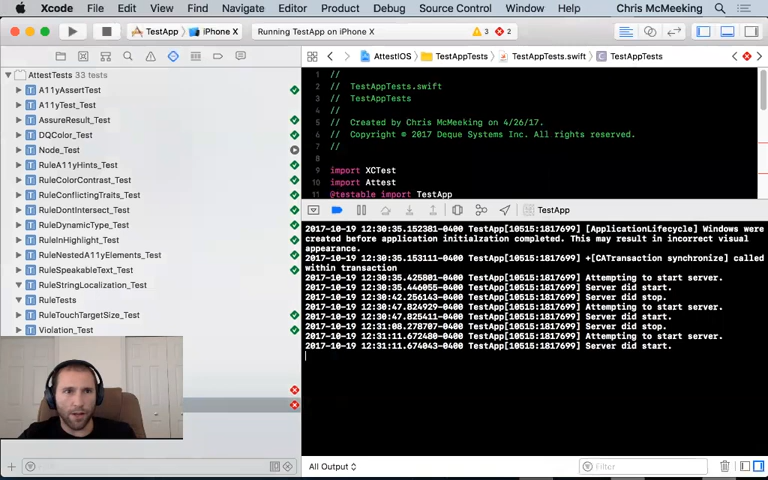 Xcode File Edit View Find Navigate Editor Product Debug Source Control Window Help Chris McMeeking
TestApp iPhone X Running TestApp on iPhone X 3 2
AttestIOS TestAppTests TestAppTests.swift TestAppTests
AttestTests 33 tests
A11yAssertTest
A11yTest_Test
AssureResult_Test
DQColor_Test
Node_Test
RuleA11yHints_Test
RuleColorContrast_Test
RuleConflictingTraits_Test
RuleDontIntersect_Test
RuleDynamicType_Test
RuleInHighlight_Test
RuleNestedA11yElements_Test
RuleSpeakableText_Test
RuleStringLocalization_Test
RuleTests
RuleTouchTargetSize_Test
Violation_Test
1 //
2 // TestAppTests.swift
3 // TestAppTests
4 //
5 // Created by Chris McMeeking on 4/26/17.
6 // Copyright © 2017 Deque Systems Inc. All rights reserved.
7 //
8
9 import XCTest
10 import Attest
11 @testable import TestApp
TestApp
2017-10-19 12:30:35.152381-0400 TestApp[10515:1817699] [ApplicationLifecycle] Windows were
created before application initialzation completed. This may result in incorrect visual
appearance.
2017-10-19 12:30:35.153111-0400 TestApp[10515:1817699] +[CATransaction synchronize] called
within transaction
2017-10-19 12:30:35.425801-0400 TestApp[10515:1817699] Attempting to start server.
2017-10-19 12:30:35.446055-0400 TestApp[10515:1817699] Server did start.
2017-10-19 12:30:42.256143-0400 TestApp[10515:1817699] Server did stop.
2017-10-19 12:30:47.824929-0400 TestApp[10515:1817699] Attempting to start server.
2017-10-19 12:30:47.825411-0400 TestApp[10515:1817699] Server did start.
2017-10-19 12:31:08.278707-0400 TestApp[10515:1817699] Server did stop.
2017-10-19 12:31:11.672480-0400 TestApp[10515:1817699] Attempting to start server.
2017-10-19 12:31:11.674043-0400 TestApp[10515:1817699] Server did start.
All Output
Filter